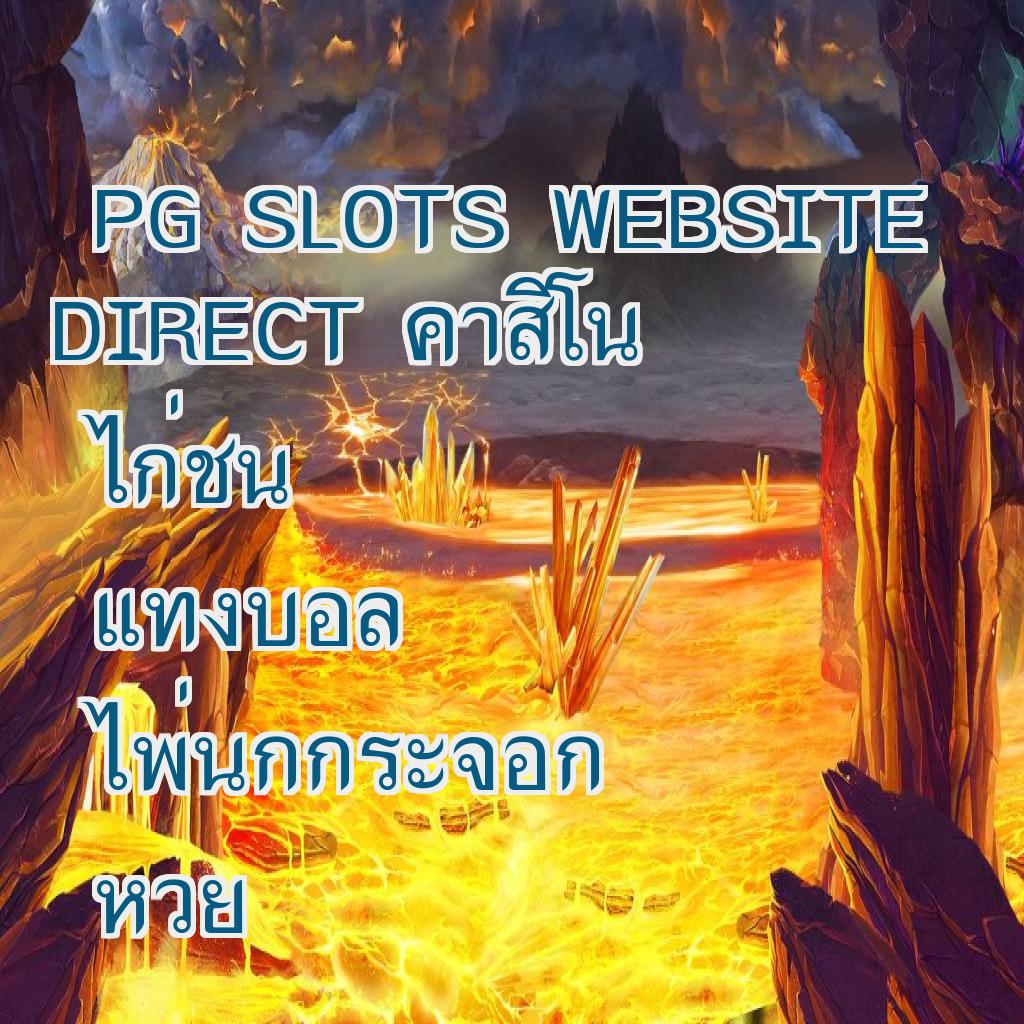 PG SLOTS WEBSITE
DIRECT คาสิโน
ไก่ชน
แทงบอล
ไพ่นกกระจอก
หวย